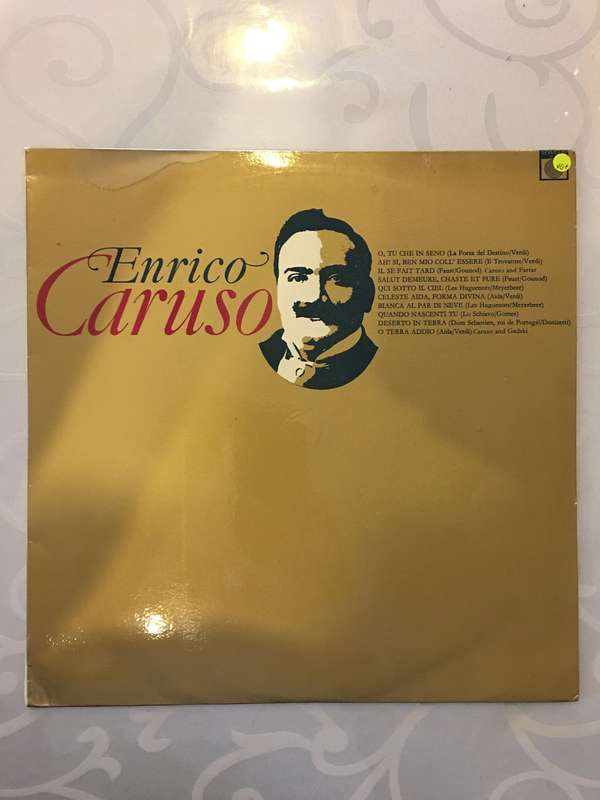 Enrico
Caruso
O, TU CHE IN SENO (La Forza del Destino/Verdi)
AH! SI, BEN MIO COLL' ESSERE (Il Trovatore/Verdi)
IL SE FAIT TARD (Faust/Gounod) Caruso and Farrar
SALUT DEMEURE, CHASTE ET PURE (Faust/Gounod)
QUI SOTTO IL CIEL (Les Huguenots/Meyerbeer)
CELESTE AIDA, FORMA DIVINA (Aida/Verdi)
BIANCA AL PAR DI NEVE (Les Huguenots/Meyerbeer)
QUANDO NASCENTI TU (Lo Schiavo/Gomes)
DESERTO IN TERRA (Dom Sebastien, roi de Portugal/Donizetti)
O TERRA ADDIO (Aida/Verdi) Caruso and Gadski
VG+